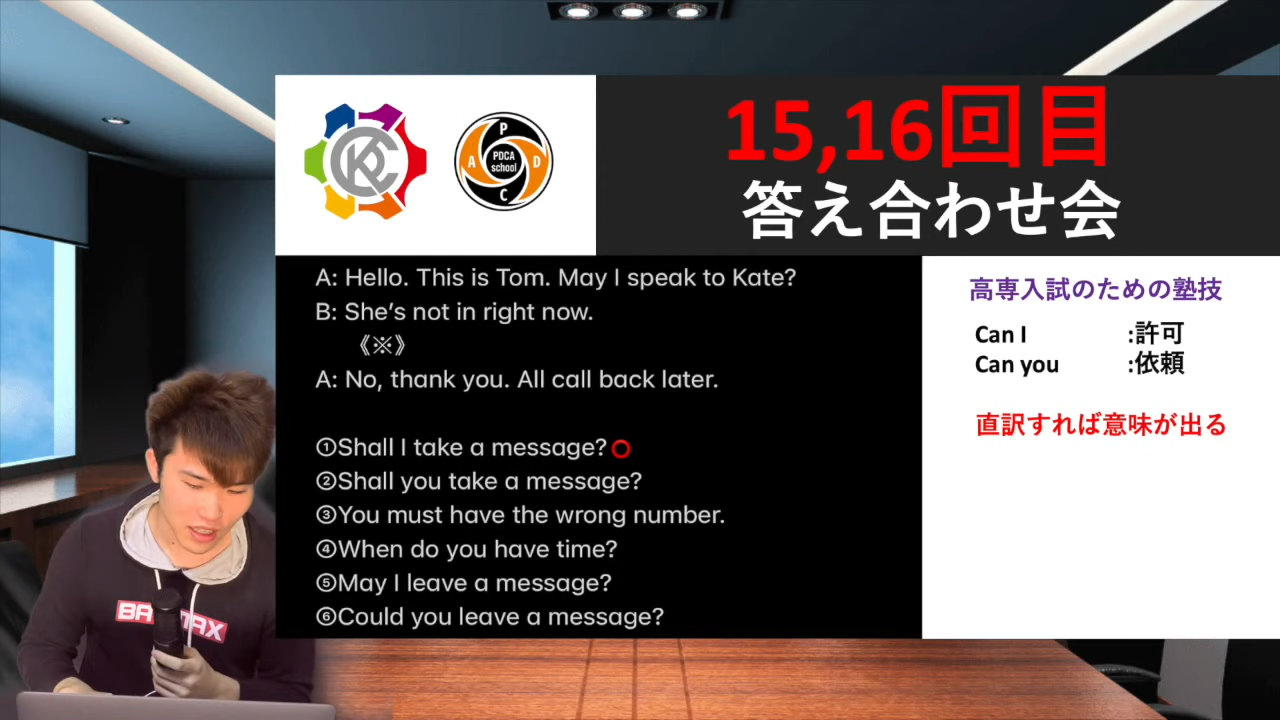 KDC
P
A
PDCA
school
D
C
15,16回目
答え合わせ会
A: Hello. This is Tom. May I speak to Kate?
B: She’s not in right now.
《※》
A: No, thank you. All call back later.
①Shall I take a message?
②Shall you take a message?
③You must have the wrong number.
④When do you have time?
⑤May I leave a message?
⑥Could you leave a message?
高専入試のための塾技
Can I :許可
Can you :依頼
直訳すれば意味が出る